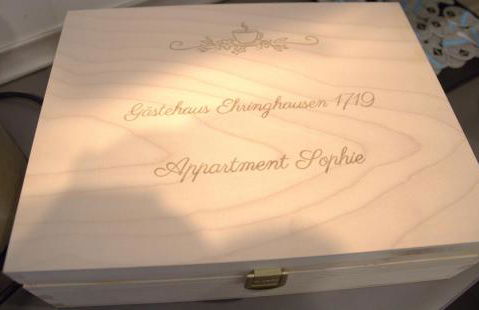 Gästehaus Ehringhausen 1719
Appartment Sophie